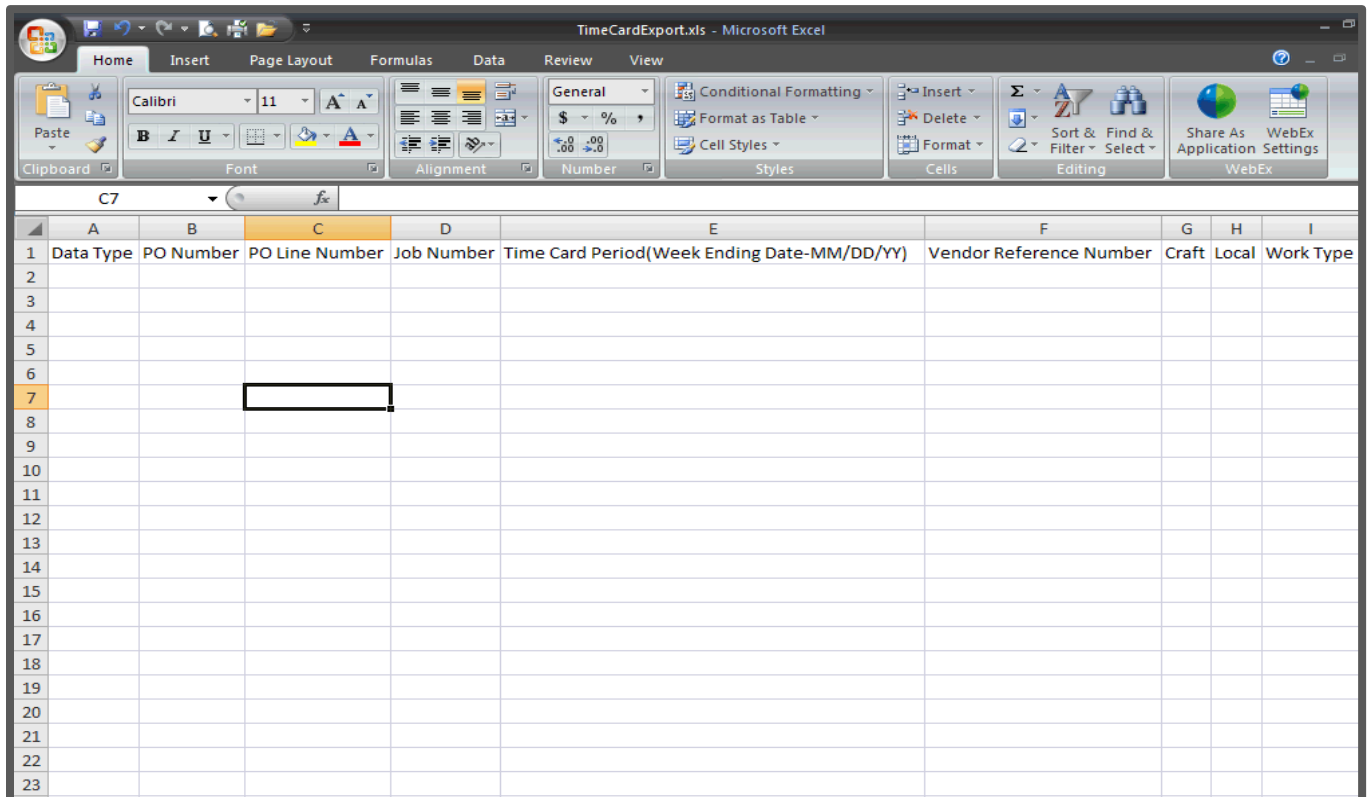 TimeCardExport.xls - Microsoft Excel
Home Insert Page Layout Formulas Data Review View
Calibri 11 A A General Conditional Formatting Insert Σ A Z
Paste B I U A $ % , Format as Table Delete Sort & Filter Find & Select Share As Application WebEx Settings
.0 .00 .00 .0 Cell Styles Format
Clipboard Font Alignment Number Styles Cells Editing WebEx
C7 fx
A B C D E F G H I
1 Data Type PO Number PO Line Number Job Number Time Card Period(Week Ending Date-MM/DD/YY) Vendor Reference Number Craft Local Work Type
2
3
4
5
6
7
8
9
10
11
12
13
14
15
16
17
18
19
20
21
22
23